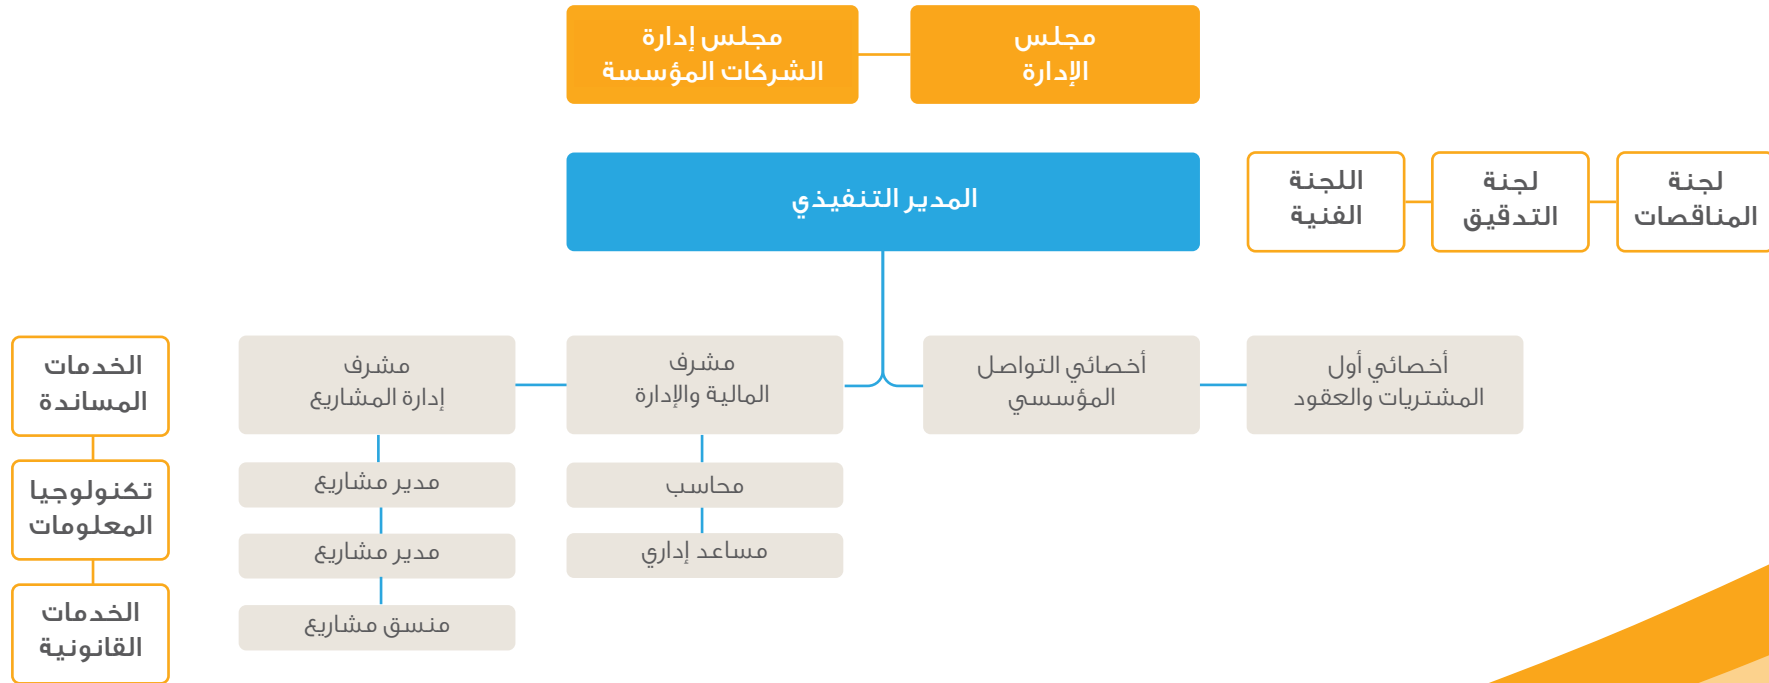 مجلس
الإدارة
مجلس إدارة
الشركات المؤسسة
لجنة
المناقصات
لجنة
التدقيق
اللجنة
الفنية
المدير التنفيذي
أخصائي أول
المشتريات والعقود
أخصائي التواصل
المؤسسي
مشرف
المالية والإدارة
محاسب
مساعد إداري
مشرف
إدارة المشاريع
مدير مشاريع
مدير مشاريع
منسق مشاريع
الخدمات
المساندة
تكنولوجيا
المعلومات
الخدمات
القانونية